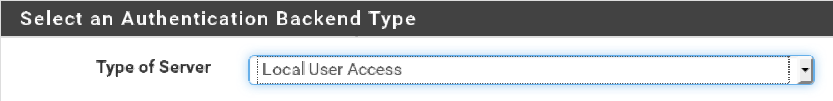 Select an Authentication Backend Type
Type of Server
Local User Access